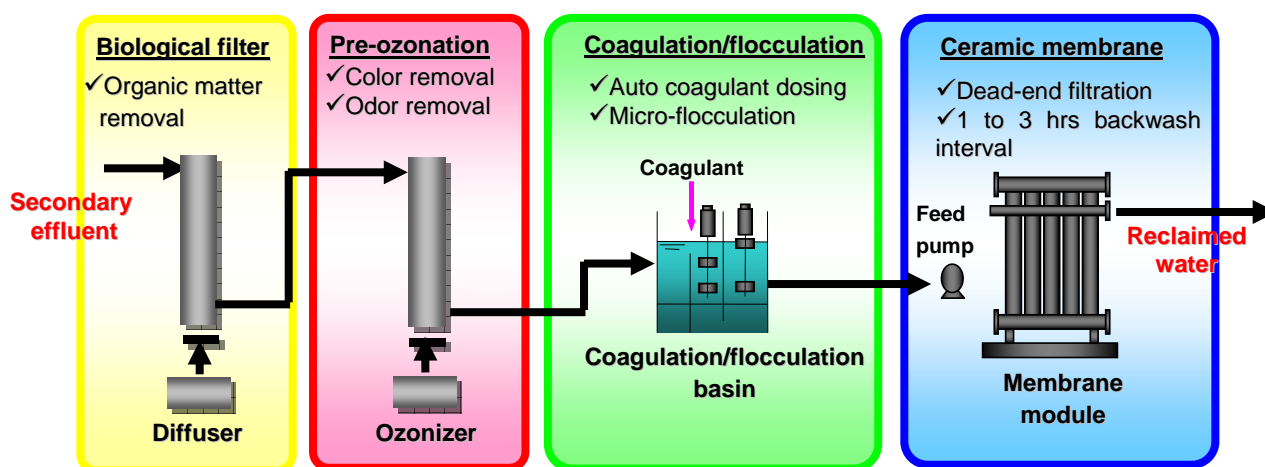 Biological filter
✓Organic matter
removal
Secondary
effluent
Diffuser
Pre-ozonation
✓Color removal
✓Odor removal
Ozonizer
Coagulation/flocculation
✓Auto coagulant dosing
✓Micro-flocculation
Coagulant
Coagulation/flocculation
basin
Ceramic membrane
✓Dead-end filtration
✓1 to 3 hrs backwash
interval
Feed
pump
Reclaimed
water
Membrane
module